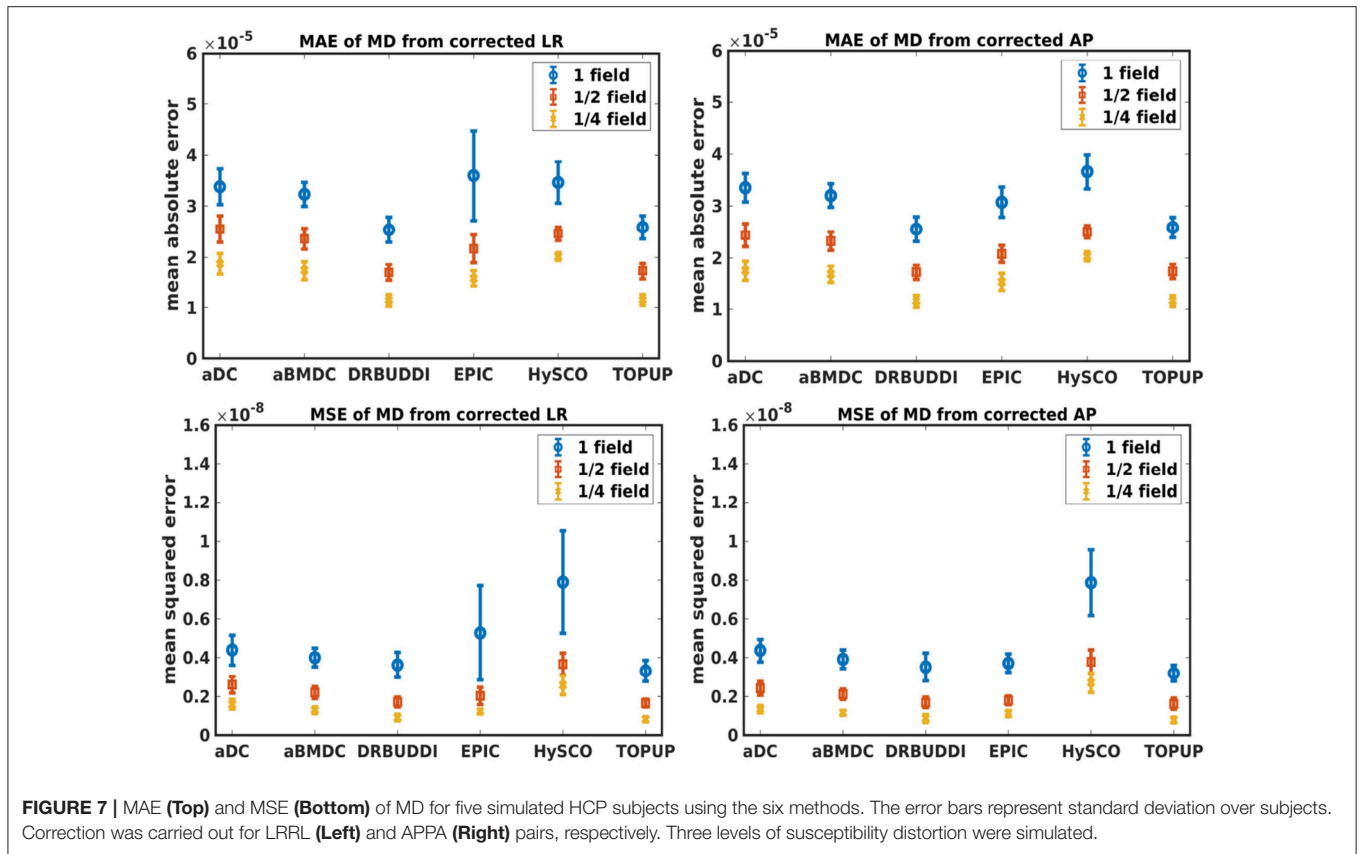 MAE of MD from corrected LR
×10-5
mean absolute error
6
5
4
3
2
1
0
1 field
1/2 field
1/4 field
aDC aBMDC DRBUDDI EPIC HySCO TOPUP
MAE of MD from corrected AP
×10-5
mean absolute error
6
5
4
3
2
1
0
1 field
1/2 field
1/4 field
aDC aBMDC DRBUDDI EPIC HySCO TOPUP
MSE of MD from corrected LR
×10-8
mean squared error
1.6
1.4
1.2
1
0.8
0.6
0.4
0.2
0
1 field
1/2 field
1/4 field
aDC aBMDC DRBUDDI EPIC HySCO TOPUP
MSE of MD from corrected AP
×10-8
mean squared error
1.6
1.4
1.2
1
0.8
0.6
0.4
0.2
0
1 field
1/2 field
1/4 field
aDC aBMDC DRBUDDI EPIC HySCO TOPUP
FIGURE 7 | MAE (Top) and MSE (Bottom) of MD for five simulated HCP subjects using the six methods. The error bars represent standard deviation over subjects.
Correction was carried out for LRRL (Left) and APPA (Right) pairs, respectively. Three levels of susceptibility distortion were simulated.